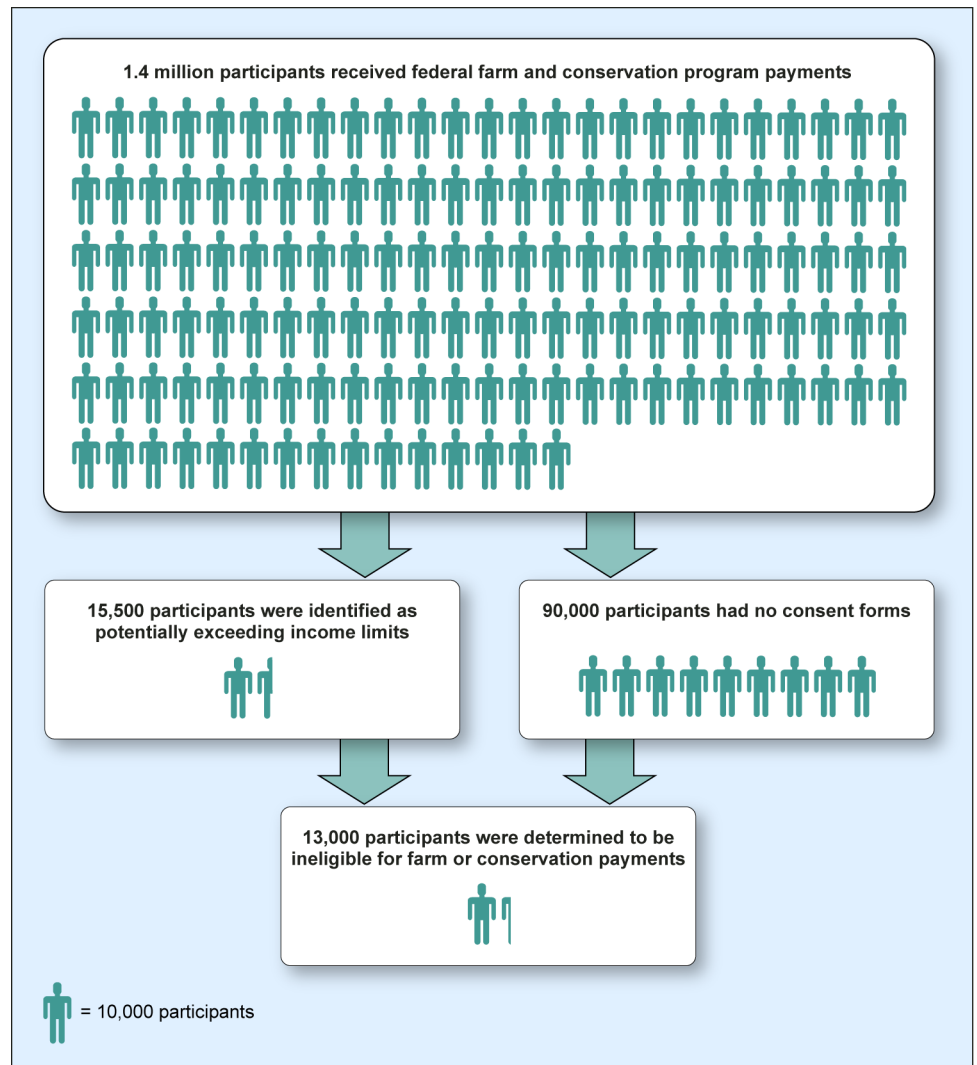 1.4 million participants received federal farm and conservation program payments
15,500 participants were identified as
potentially exceeding income limits
90,000 participants had no consent forms
13,000 participants were determined to be
ineligible for farm or conservation payments
= 10,000 participants